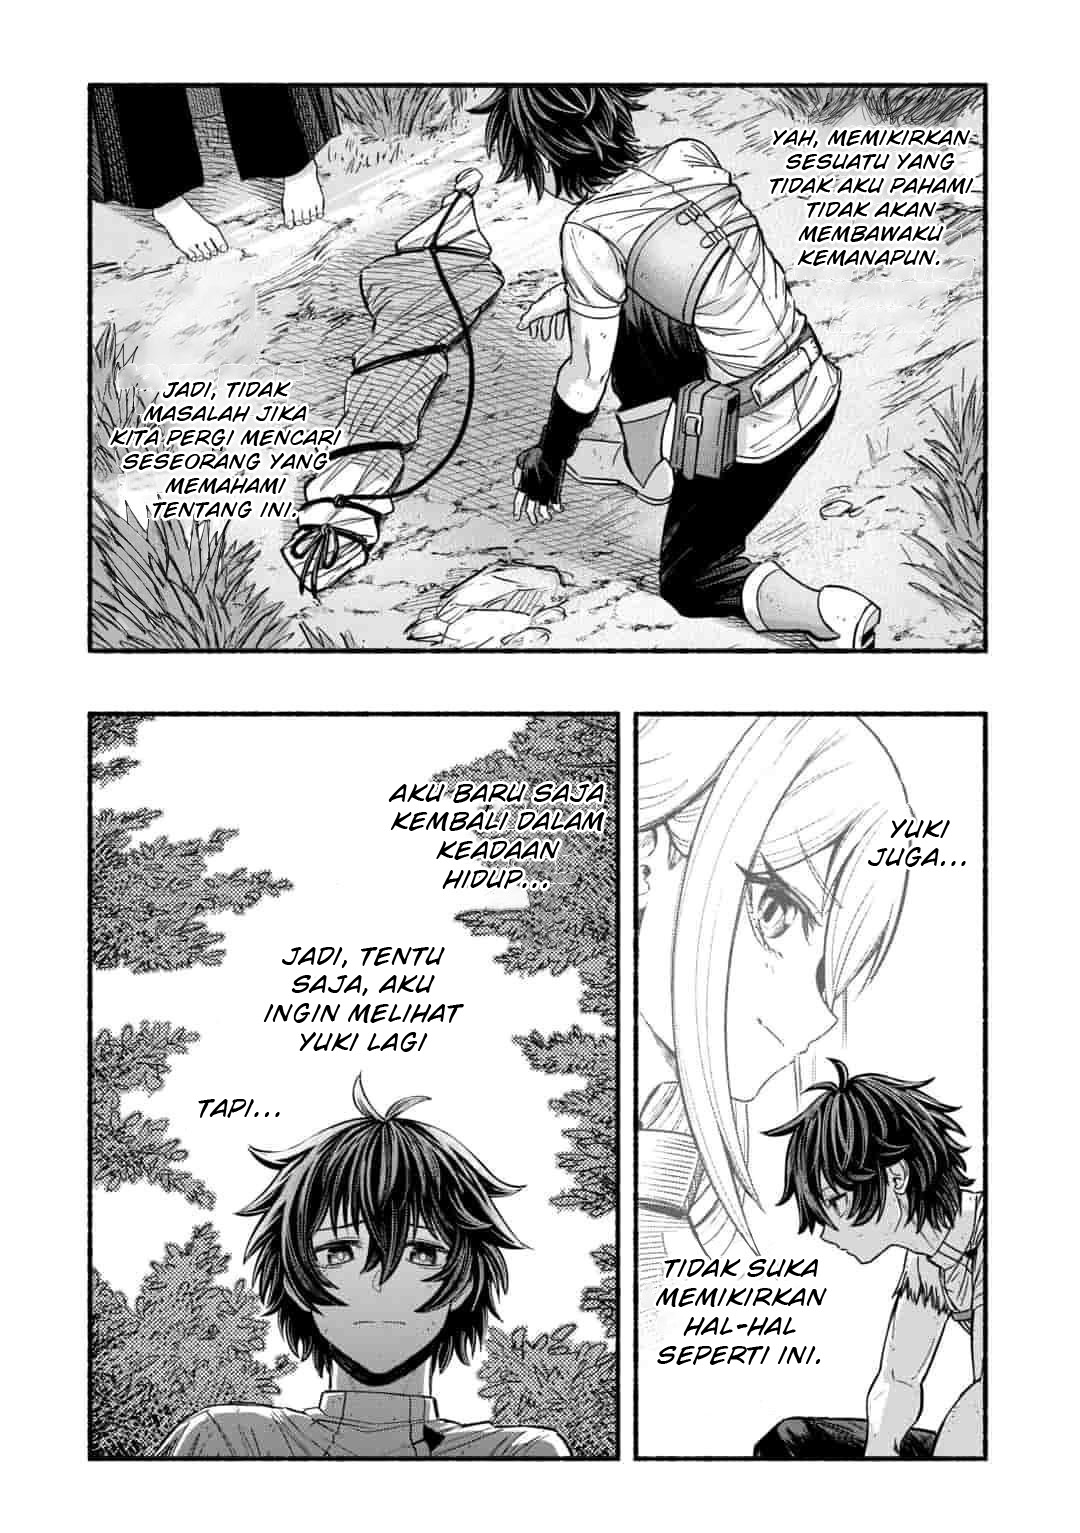 YAH, MEMIKIRKAN
SESUATU YANG
TIDAK AKU PAHAMI
TIDAK AKAN
MEMBAWAKU
KEMANAPUN.
JADI, TIDAK
MASALAH JIKA
KITA PERGI MENCARI
SESEORANG YANG
MEMAHAMI
TENTANG INI.
YUKI
JUGA...
TIDAK SUKA
MEMIKIRKAN
HAL-HAL
SEPERTI INI.
AKU BARU SAJA
KEMBALI DALAM
KEADAAN
HIDUP...
JADI, TENTU
SAJA, AKU
INGIN MELIHAT
YUKI LAGI
TAPI...